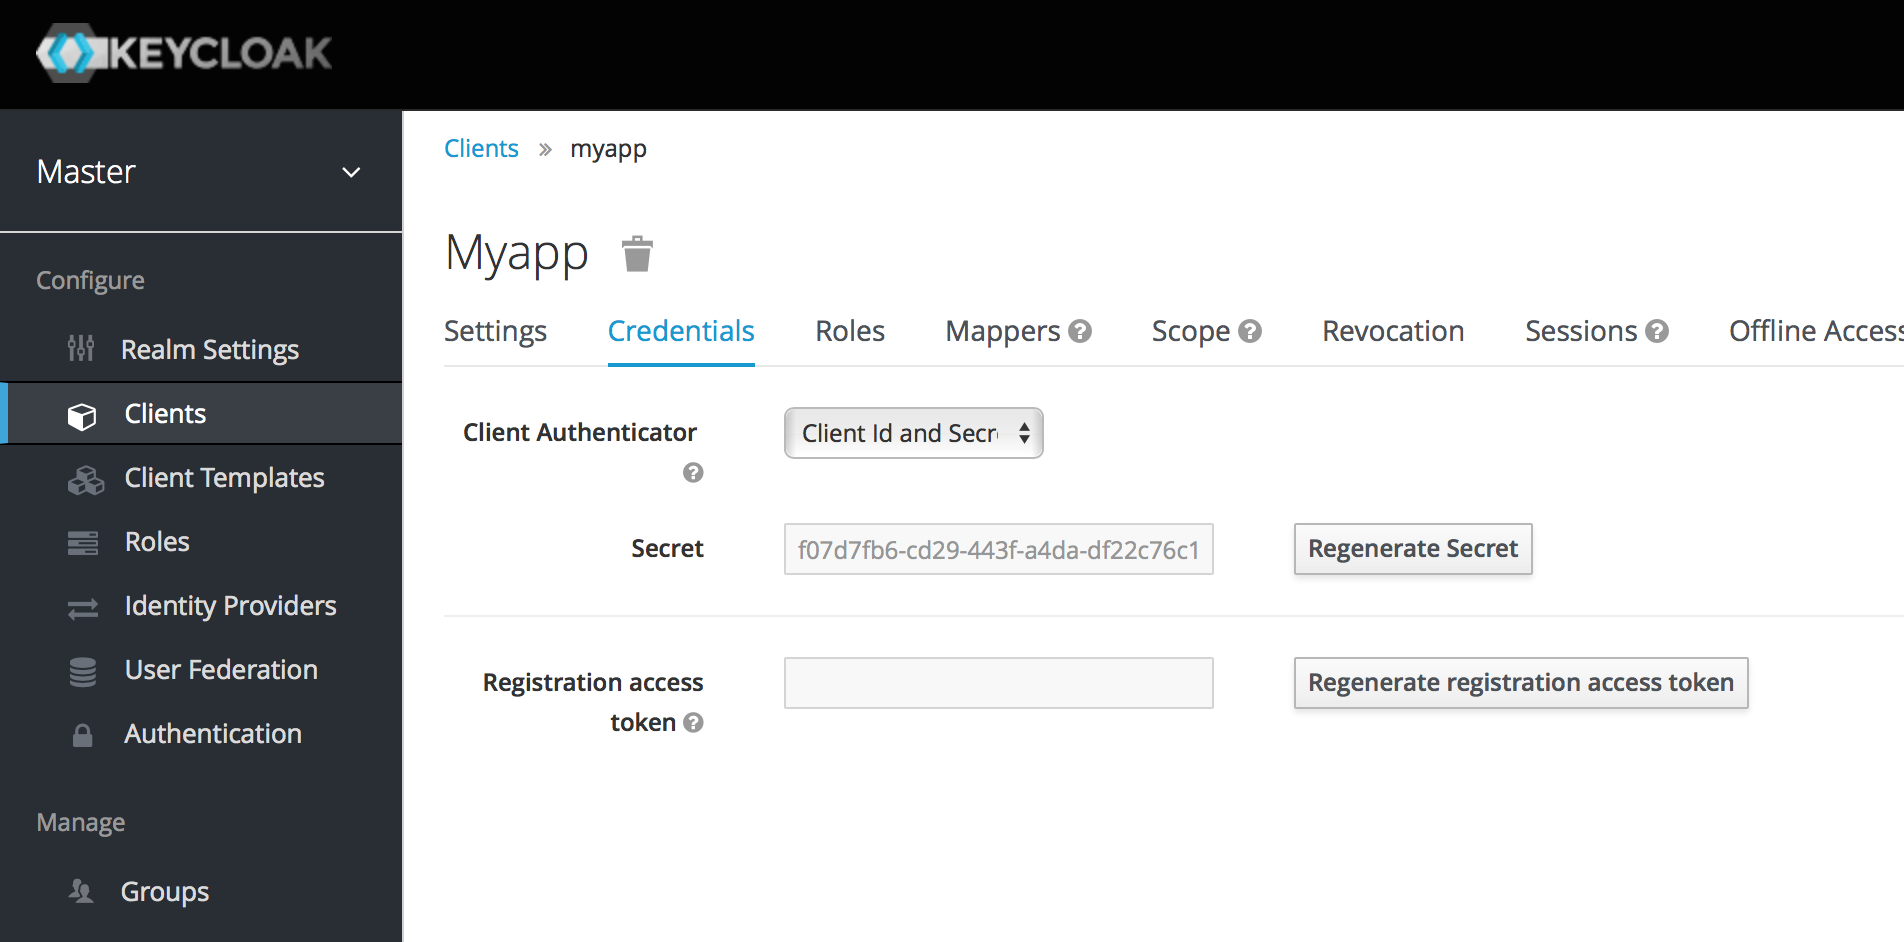 KEYCLOAK
Master
Configure
Realm Settings
Clients
Client Templates
Roles
Identity Providers
User Federation
Authentication
Manage
Groups
Clients » myapp
Myapp
Settings Credentials Roles Mappers ? Scope ? Revocation Sessions ? Offline Access
Client Authenticator Client Id and Secr
?
Secret f07d7fb6-cd29-443f-a4da-df22c76c1 Regenerate Secret
Registration access Regenerate registration access token
token ?